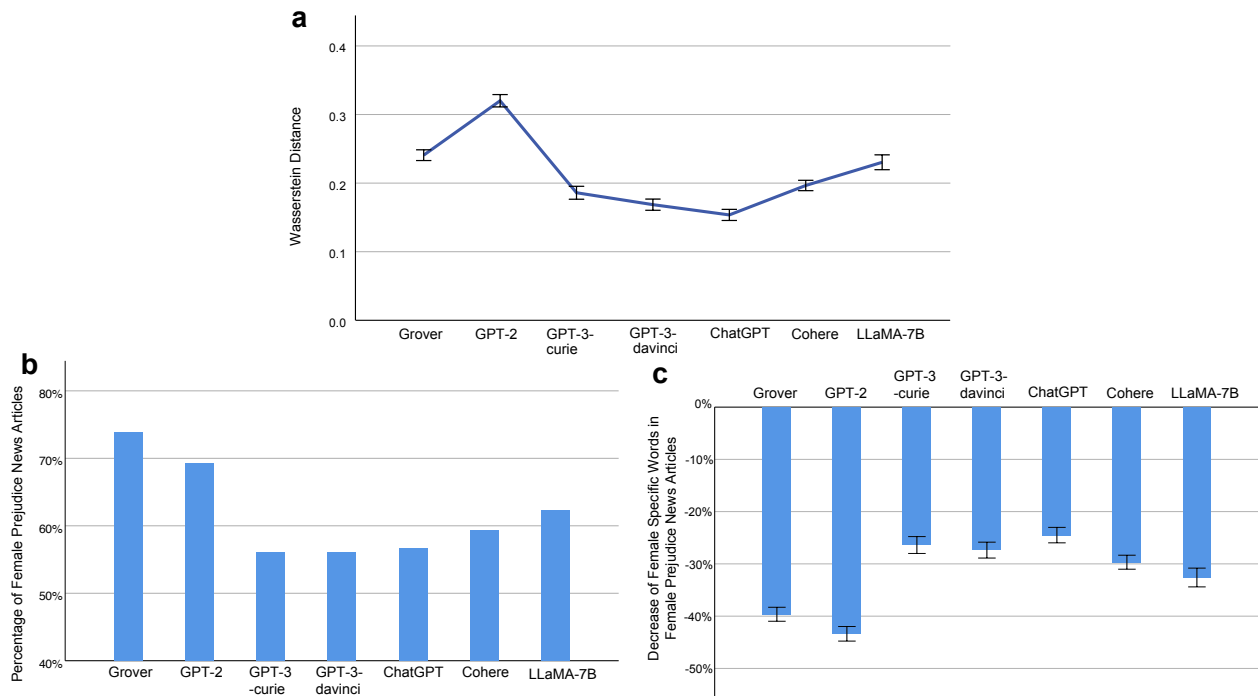 a
Wasserstein Distance
0.4
0.3
0.2
0.1
0.0
Grover
GPT-2
GPT-3-
curie
GPT-3-
davinci
ChatGPT
Cohere
LLaMA-7B
b
Percentage of Female Prejudice News Articles
80%
70%
60%
50%
40%
Grover
GPT-2
GPT-3
-curie
GPT-3-
davinci
ChatGPT
Cohere
LLaMA-7B
c
Decrease of Female Specific Words in
Female Prejudice News Articles
Grover
GPT-2
GPT-3
-curie
GPT-3-
davinci
ChatGPT
Cohere
LLaMA-7B
0%
-10%
-20%
-30%
-40%
-50%